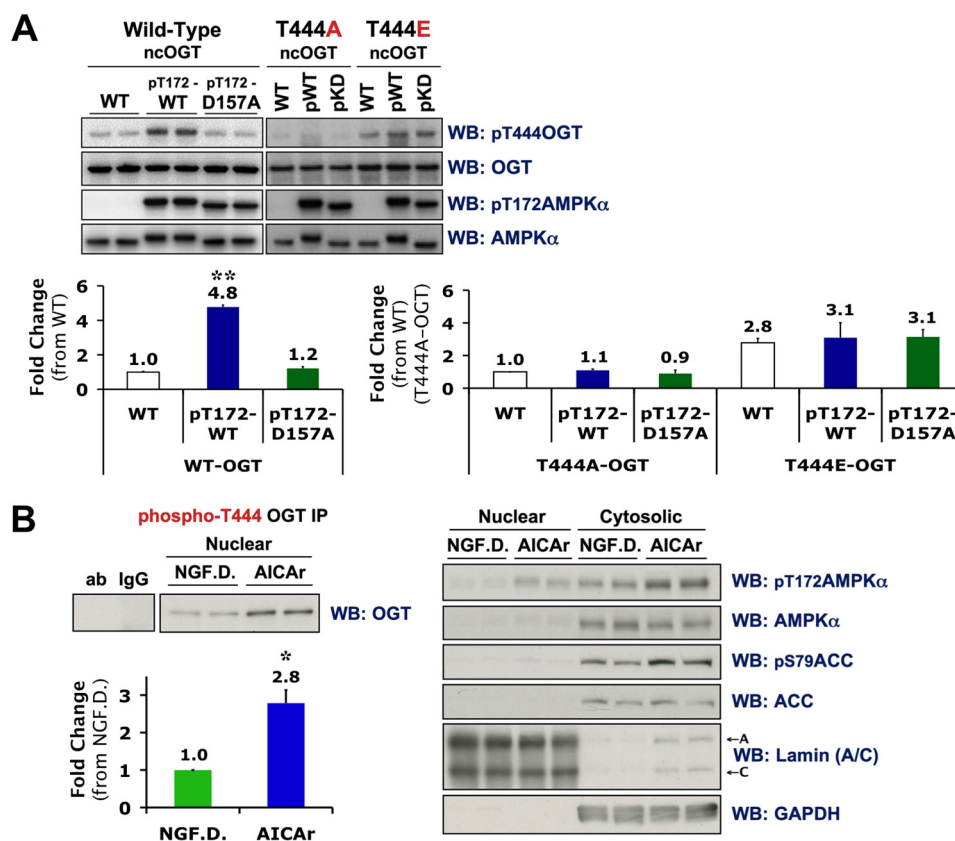 A
Wild-Type
ncOGT
T444A
ncOGT
T444E
ncOGT
WT
pT172-
WT
pT172-
D157A
WT
pWT
pKD
WT
pWT
pKD
WB: pT444OGT
WB: OGT
WB: pT172AMPKα
WB: AMPKα
Fold Change
(from WT)
6
4
2
0
1.0
**
4.8
1.2
WT
pT172-
WT
pT172-
D157A
WT-OGT
Fold Change
(from WT)
(T444A-OGT)
6
4
2
0
1.0
1.1
0.9
2.8
3.1
3.1
WT
pT172-
WT
pT172-
D157A
WT
pT172-
WT
pT172-
D157A
T444A-OGT
T444E-OGT
B
phospho-T444 OGT IP
Nuclear
ab
IgG
NGF.D.
AICAr
WB: OGT
Fold Change
(from NGF.D.)
3
2
1
0
1.0
*
2.8
NGF.D.
AICAr
Nuclear
Cytosolic
NGF.D.
AICAr
NGF.D.
AICAr
WB: pT172AMPKα
WB: AMPKα
WB: pS79ACC
WB: ACC
←A
WB: Lamin (A/C)
←C
WB: GAPDH